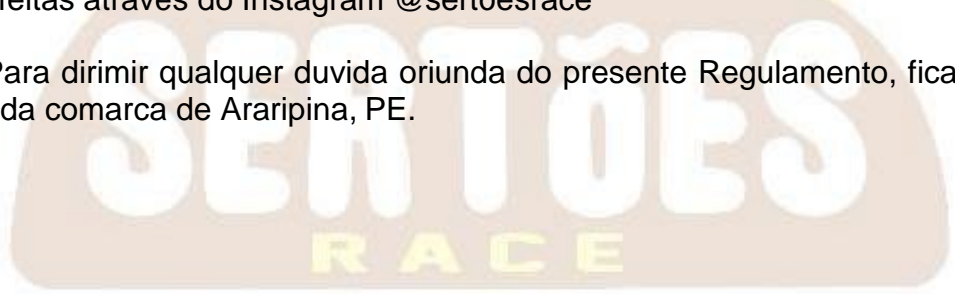 feitas através do Instagram @sertoesrace
Para dirimir qualquer duvida oriunda do presente Regulamento, fica
da comarca de Araripina, PE.
SERTÕES
RACE